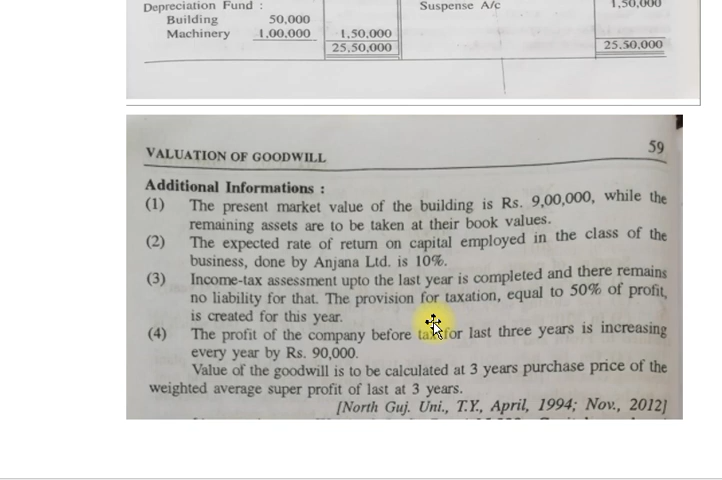 Depreciation Fund : Suspense A/c 1,50,000
Building 50,000
Machinery 1,00,000 1,50,000
25,50,000 25,50,000
VALUATION OF GOODWILL 59
Additional Informations :
(1) The present market value of the building is Rs. 9,00,000, while the
remaining assets are to be taken at their book values.
(2) The expected rate of return on capital employed in the class of the
business, done by Anjana Ltd. is 10%.
(3) Income-tax assessment upto the last year is completed and there remains
no liability for that. The provision for taxation, equal to 50% of profit,
is created for this year.
(4) The profit of the company before tax for last three years is increasing
every year by Rs. 90,000.
Value of the goodwill is to be calculated at 3 years purchase price of the
weighted average super profit of last at 3 years.
[North Guj. Uni., T.Y., April, 1994; Nov., 2012]